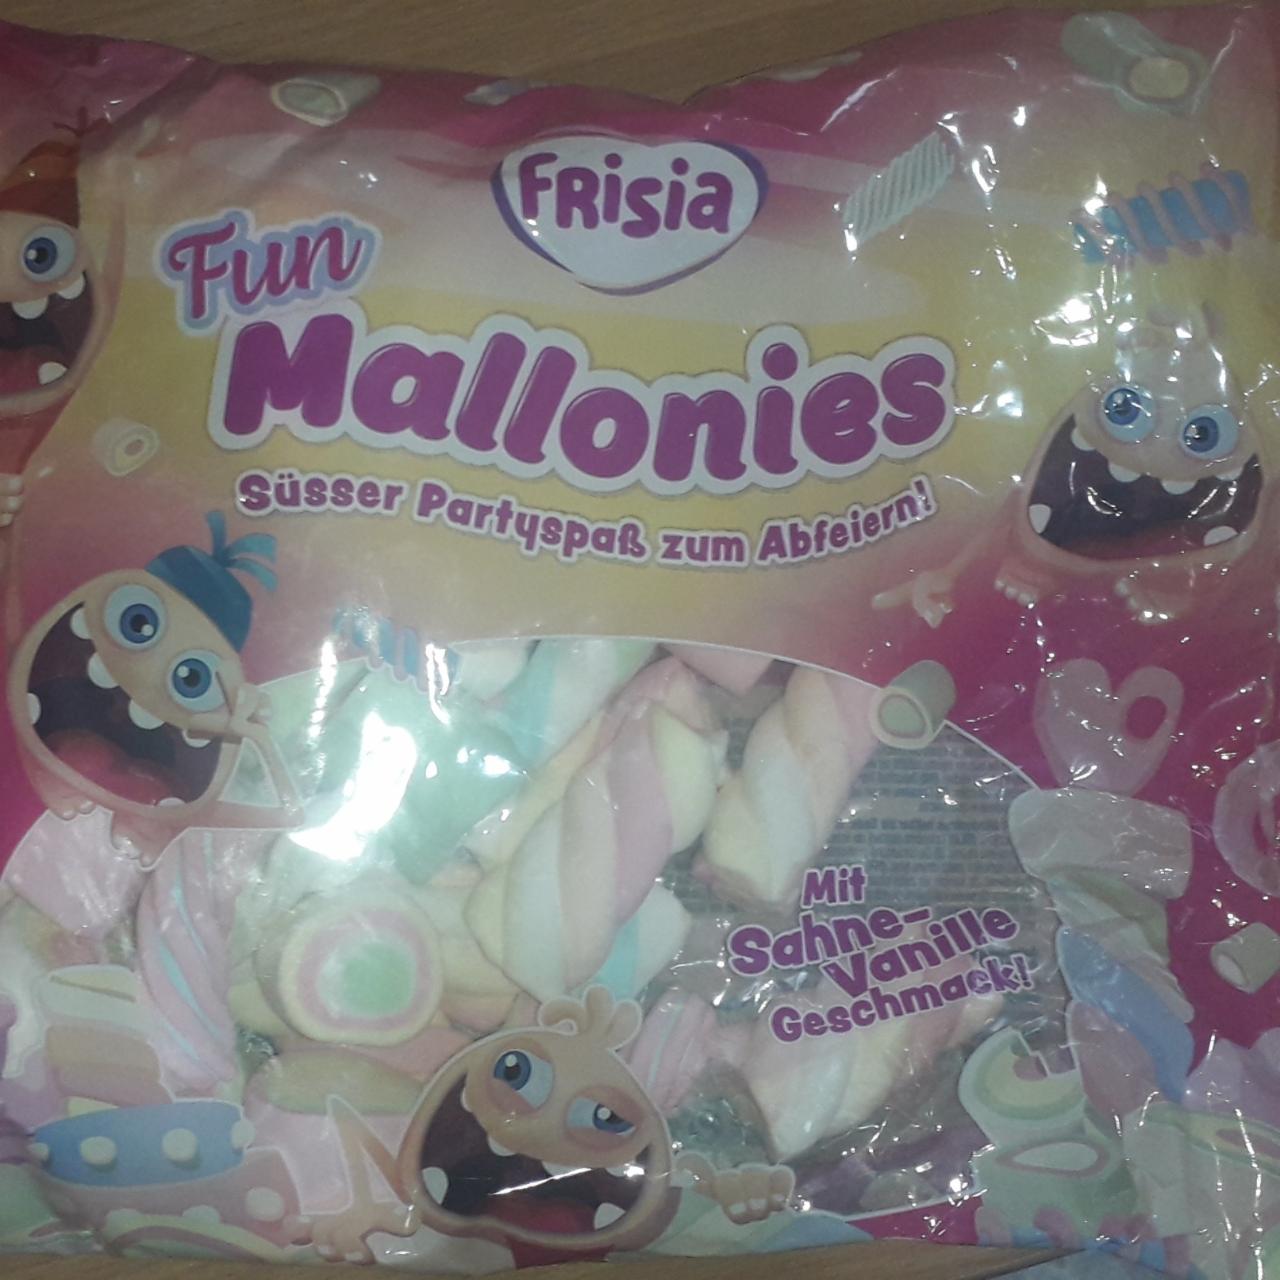 FRisia
Fun
Mallonies
Süsser Partyspaß zum Abfeiern!
Mit
Sahne-
Vanille
Geschmack!